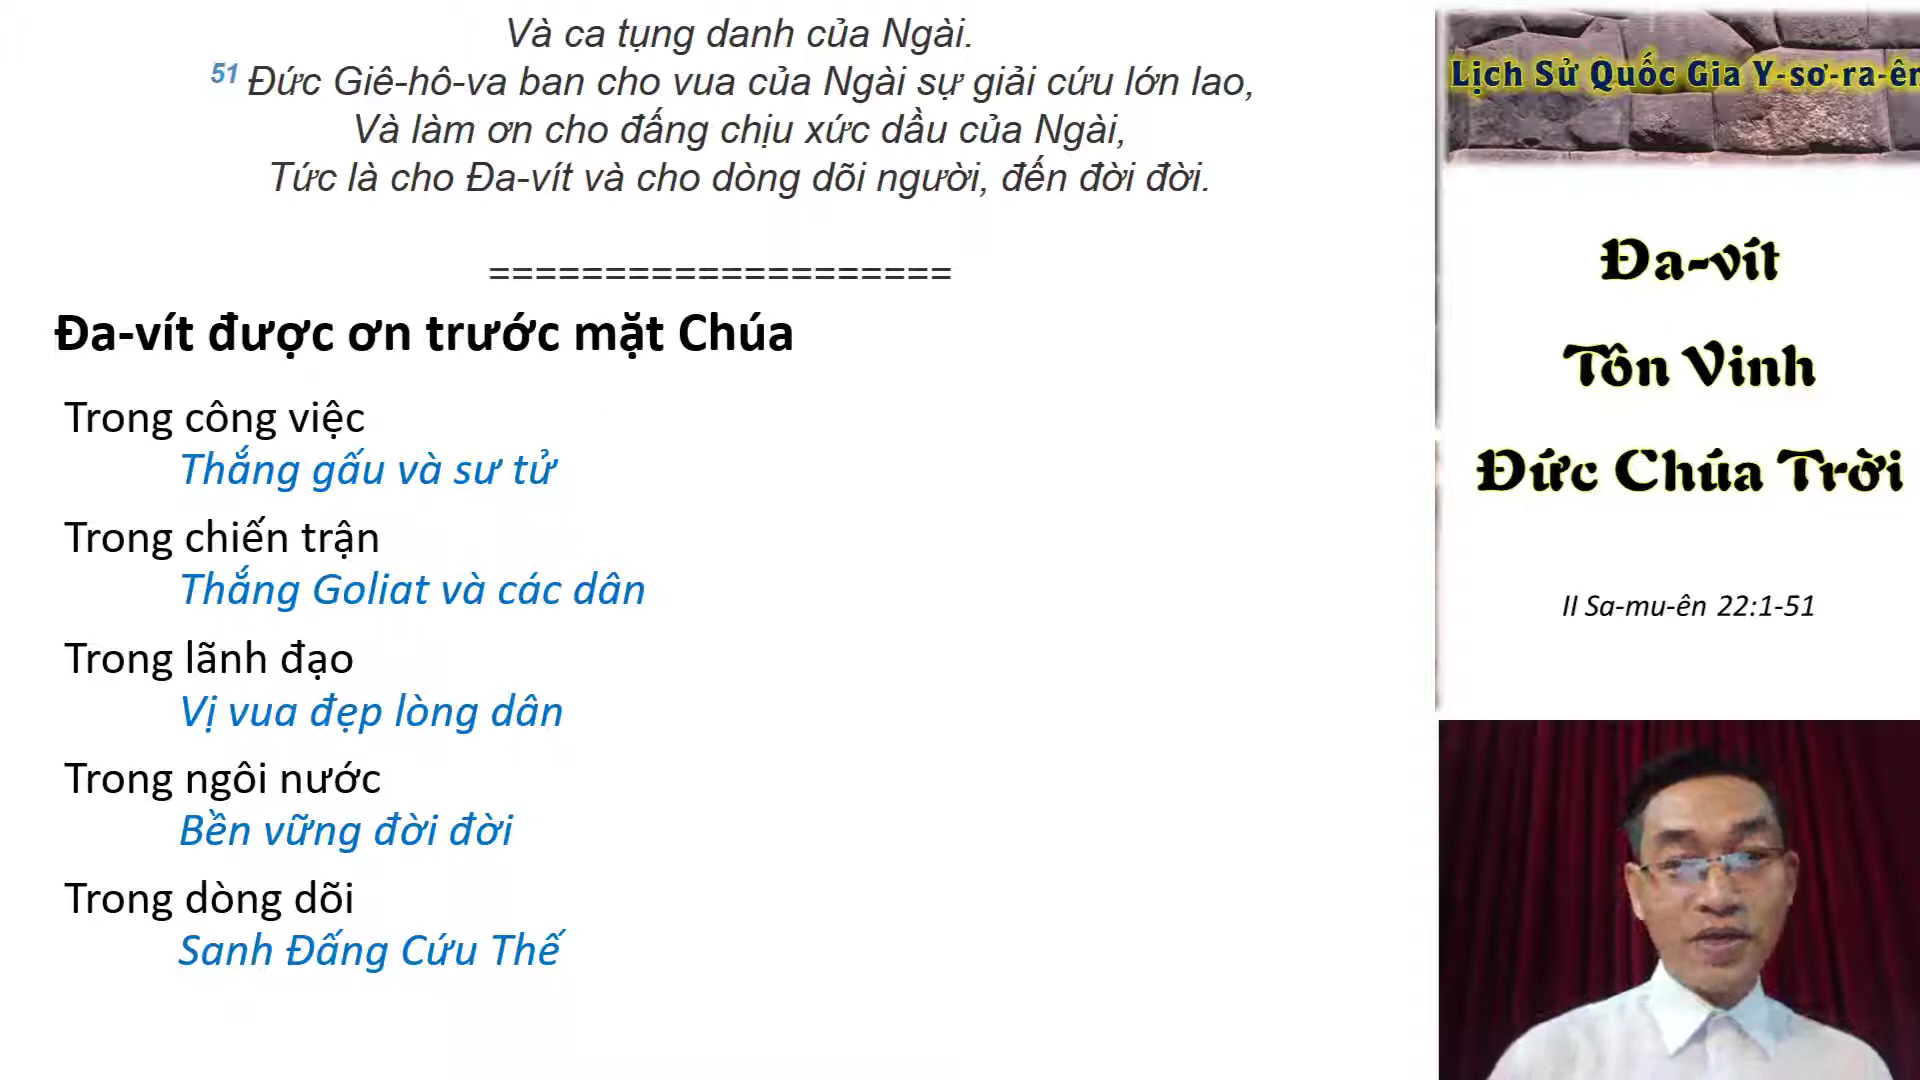 Và ca tụng danh của Ngài.
51 Đức Giê-hô-va ban cho vua của Ngài sự giải cứu lớn lao,
Và làm ơn cho đấng chịu xức dầu của Ngài,
Tức là cho Đa-vít và cho dòng dõi người, đến đời đời.
====================
Đa-vít được ơn trước mặt Chúa
Trong công việc
Thắng gấu và sư tử
Trong chiến trận
Thắng Goliat và các dân
Trong lãnh đạo
Vị vua đẹp lòng dân
Trong ngôi nước
Bền vững đời đời
Trong dòng dõi
Sanh Đấng Cứu Thế
Lịch Sử Quốc Gia Y-sơ-ra-ên
Đa-vít
Tôn Vinh
Đức Chúa Trời
II Sa-mu-ên 22:1-51